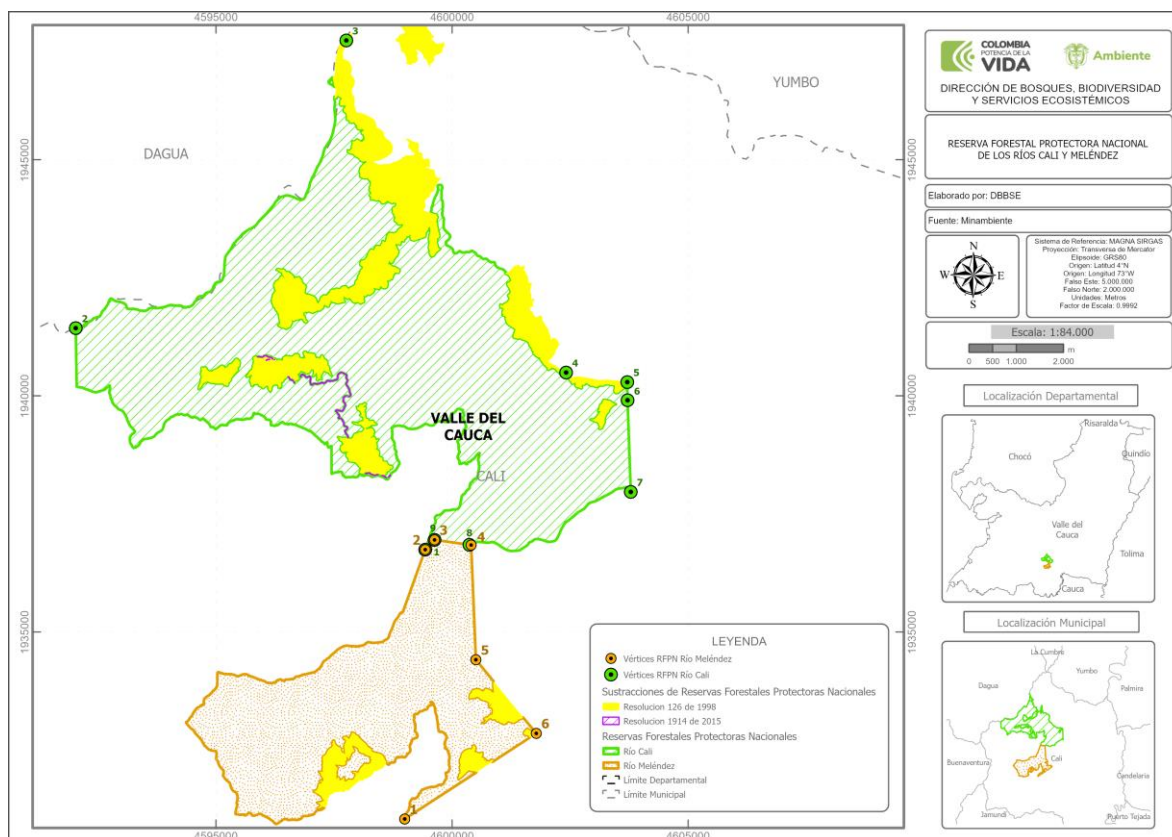 4595000
4600000
4605000
1945000
1940000
1935000
1945000
1940000
1935000
4595000
4600000
4605000
DAGUA
YUMBO
VALLE DEL
CAUCA
CALI
3
2
4
5
6
7
9
3
2
1
8
4
5
6
1
LEYENDA
Vértices RFPN Río Meléndez
Vértices RFPN Río Cali
Sustracciones de Reservas Forestales Protectoras Nacionales
Resolucion 126 de 1998
Resolucion 1914 de 2015
Reservas Forestales Protectoras Nacionales
Río Cali
Río Meléndez
Límite Departamental
Límite Municipal
COLOMBIA
POTENCIA DE LA
VIDA
Ambiente
DIRECCIÓN DE BOSQUES, BIODIVERSIDAD
Y SERVICIOS ECOSISTÉMICOS
RESERVA FORESTAL PROTECTORA NACIONAL
DE LOS RÍOS CALI Y MELÉNDEZ
Elaborado por: DBBSE
Fuente: Minambiente
N
W
E
S
Sistema de Referencia: MAGNA SIRGAS
Proyección: Transversa de Mercator
Elipsoide: GRS80
Origen: Latitud 4°N
Origen: Longitud 73°W
Falso Este: 5.000.000
Falso Norte: 2.000.000
Unidades: Metros
Factor de Escala: 0.9992
Escala: 1:84.000
0 500 1.000 2.000 m
Localización Departamental
Risaralda
Chocó
Quindío
Valle del
Cauca
Tolima
Cauca
Localización Municipal
La Cumbre
Yumbo
Dagua
Palmira
Buenaventura
Cali
Candelaria
Jamundí
Puerto Tejada